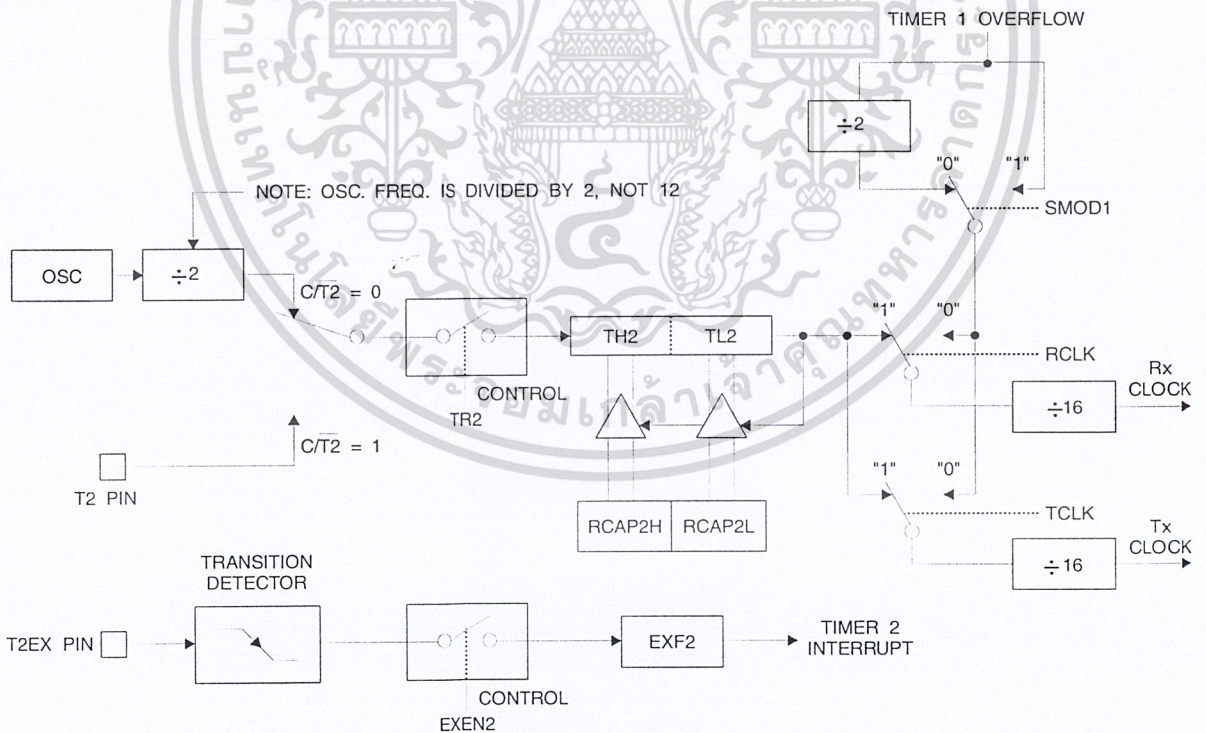 TIMER 1 OVERFLOW
÷2
"0" "1"
SMOD1
NOTE: OSC. FREQ. IS DIVIDED BY 2, NOT 12
OSC
÷2
C/T2̅ = 0
TH2
TL2
CONTROL
TR2
C/T2̅ = 1
T2 PIN
RCAP2H
RCAP2L
"1" "0"
RCLK
÷16
Rx
CLOCK
"1" "0"
TCLK
÷16
Tx
CLOCK
TRANSITION
DETECTOR
T2EX PIN
CONTROL
EXEN2
EXF2
TIMER 2
INTERRUPT
๔